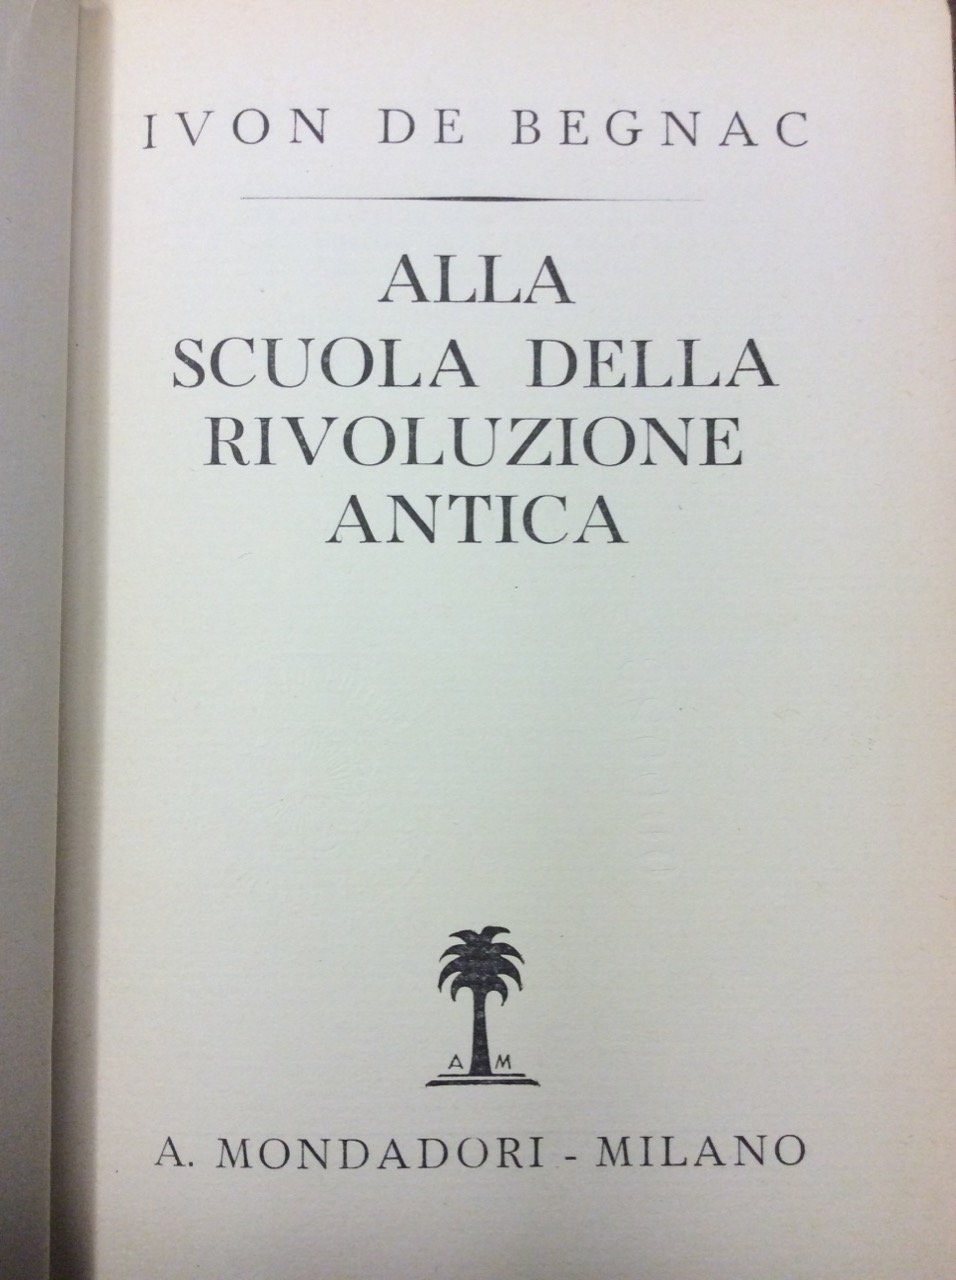 IVON DE BEGNAC
ALLA
SCUOLA DELLA
RIVOLUZIONE
ANTICA
A M
A. MONDADORI - MILANO